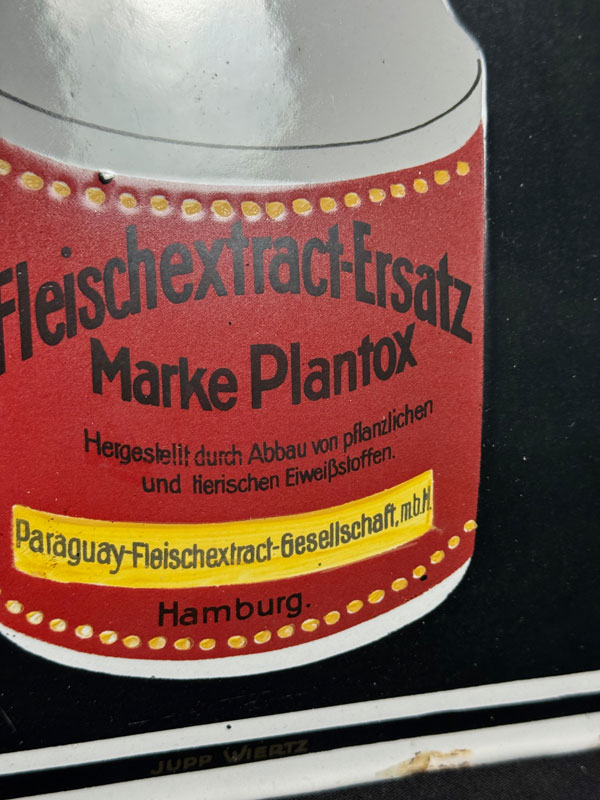 Fleischextract-Ersatz
Marke Plantox
Hergestellt durch Abbau von pflanzlichen
und tierischen Eiweißstoffen.
Paraguay-Fleischextract-Gesellschaft, m.b.H.
Hamburg.
JUPP WIERTZ